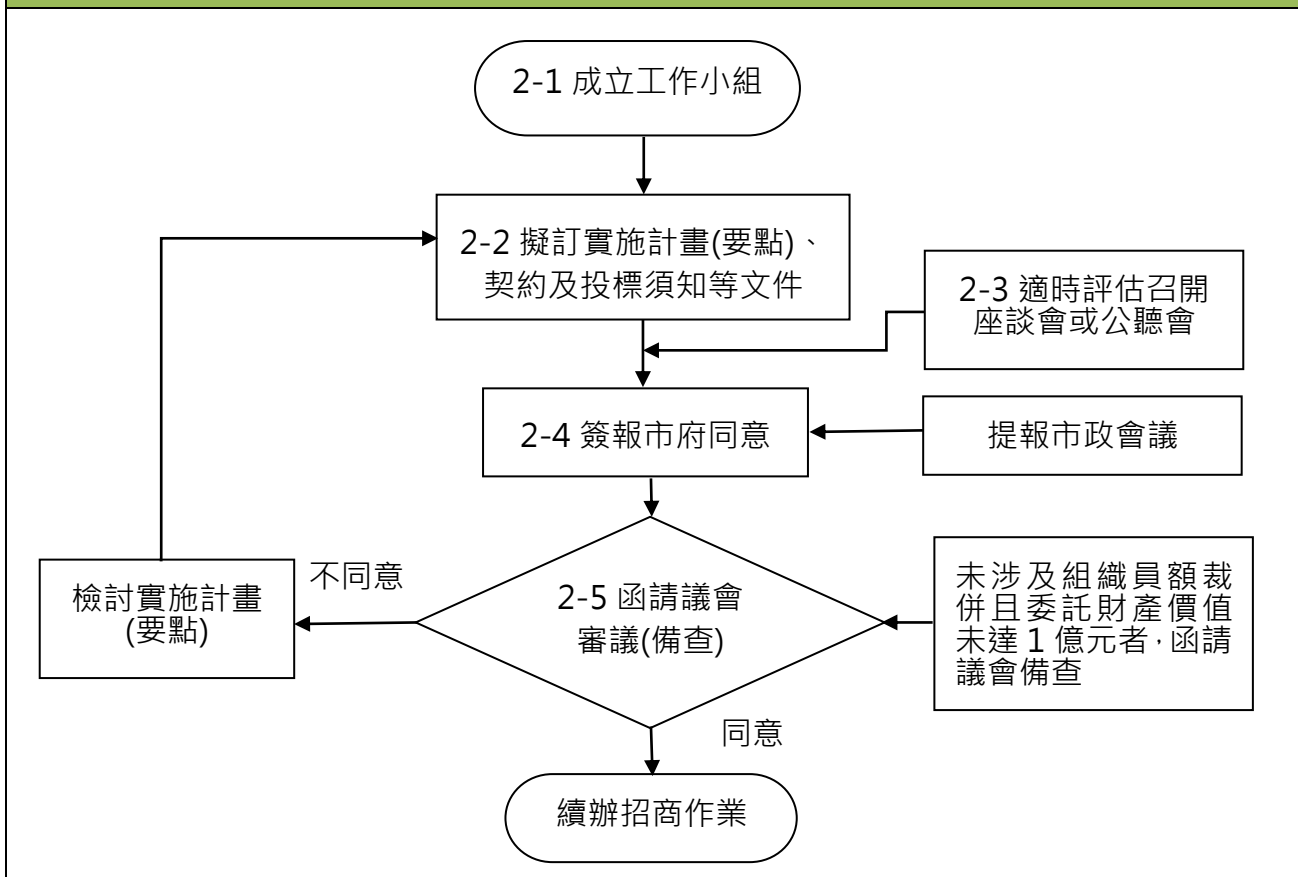 2-1 成立工作小組
2-2 擬訂實施計畫(要點)、
契約及投標須知等文件
2-3 適時評估召開
座談會或公聽會
2-4 簽報市府同意
提報市政會議
2-5 函請議會
審議(備查)
不同意
檢討實施計畫
(要點)
未涉及組織員額裁
併且委託財產價值
未達 1 億元者，函請
議會備查
同意
續辦招商作業